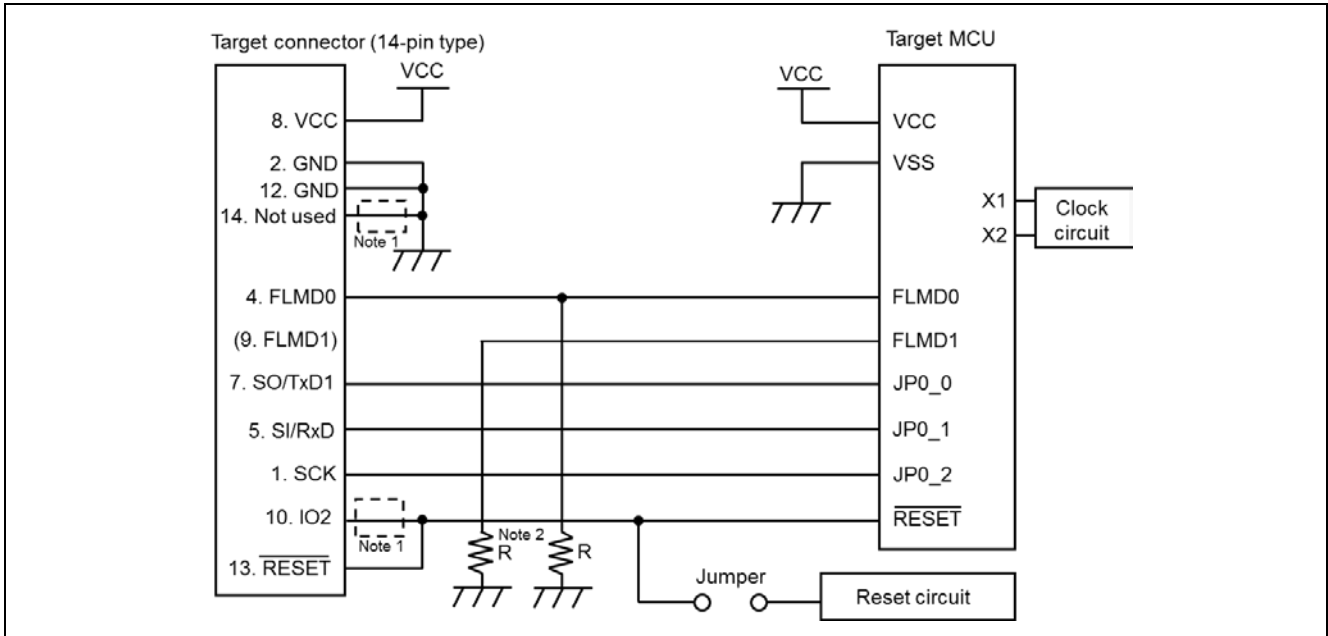 Target connector (14-pin type)
VCC
8. VCC
2. GND
12. GND
14. Not used
Note 1
4. FLMD0
(9. FLMD1)
7. SO/TxD1
5. SI/RxD
1. SCK
10. IO2
Note 1
13. RESET
Note 2
R
R
Jumper
Reset circuit
Target MCU
VCC
VCC
VSS
X1
X2
Clock
circuit
FLMD0
FLMD1
JP0_0
JP0_1
JP0_2
RESET